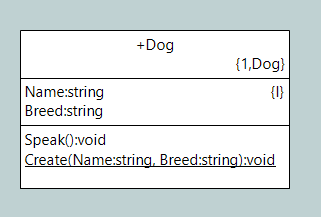 +Dog
{1,Dog}
Name:string {I}
Breed:string
Speak():void
Create(Name:string, Breed:string):void